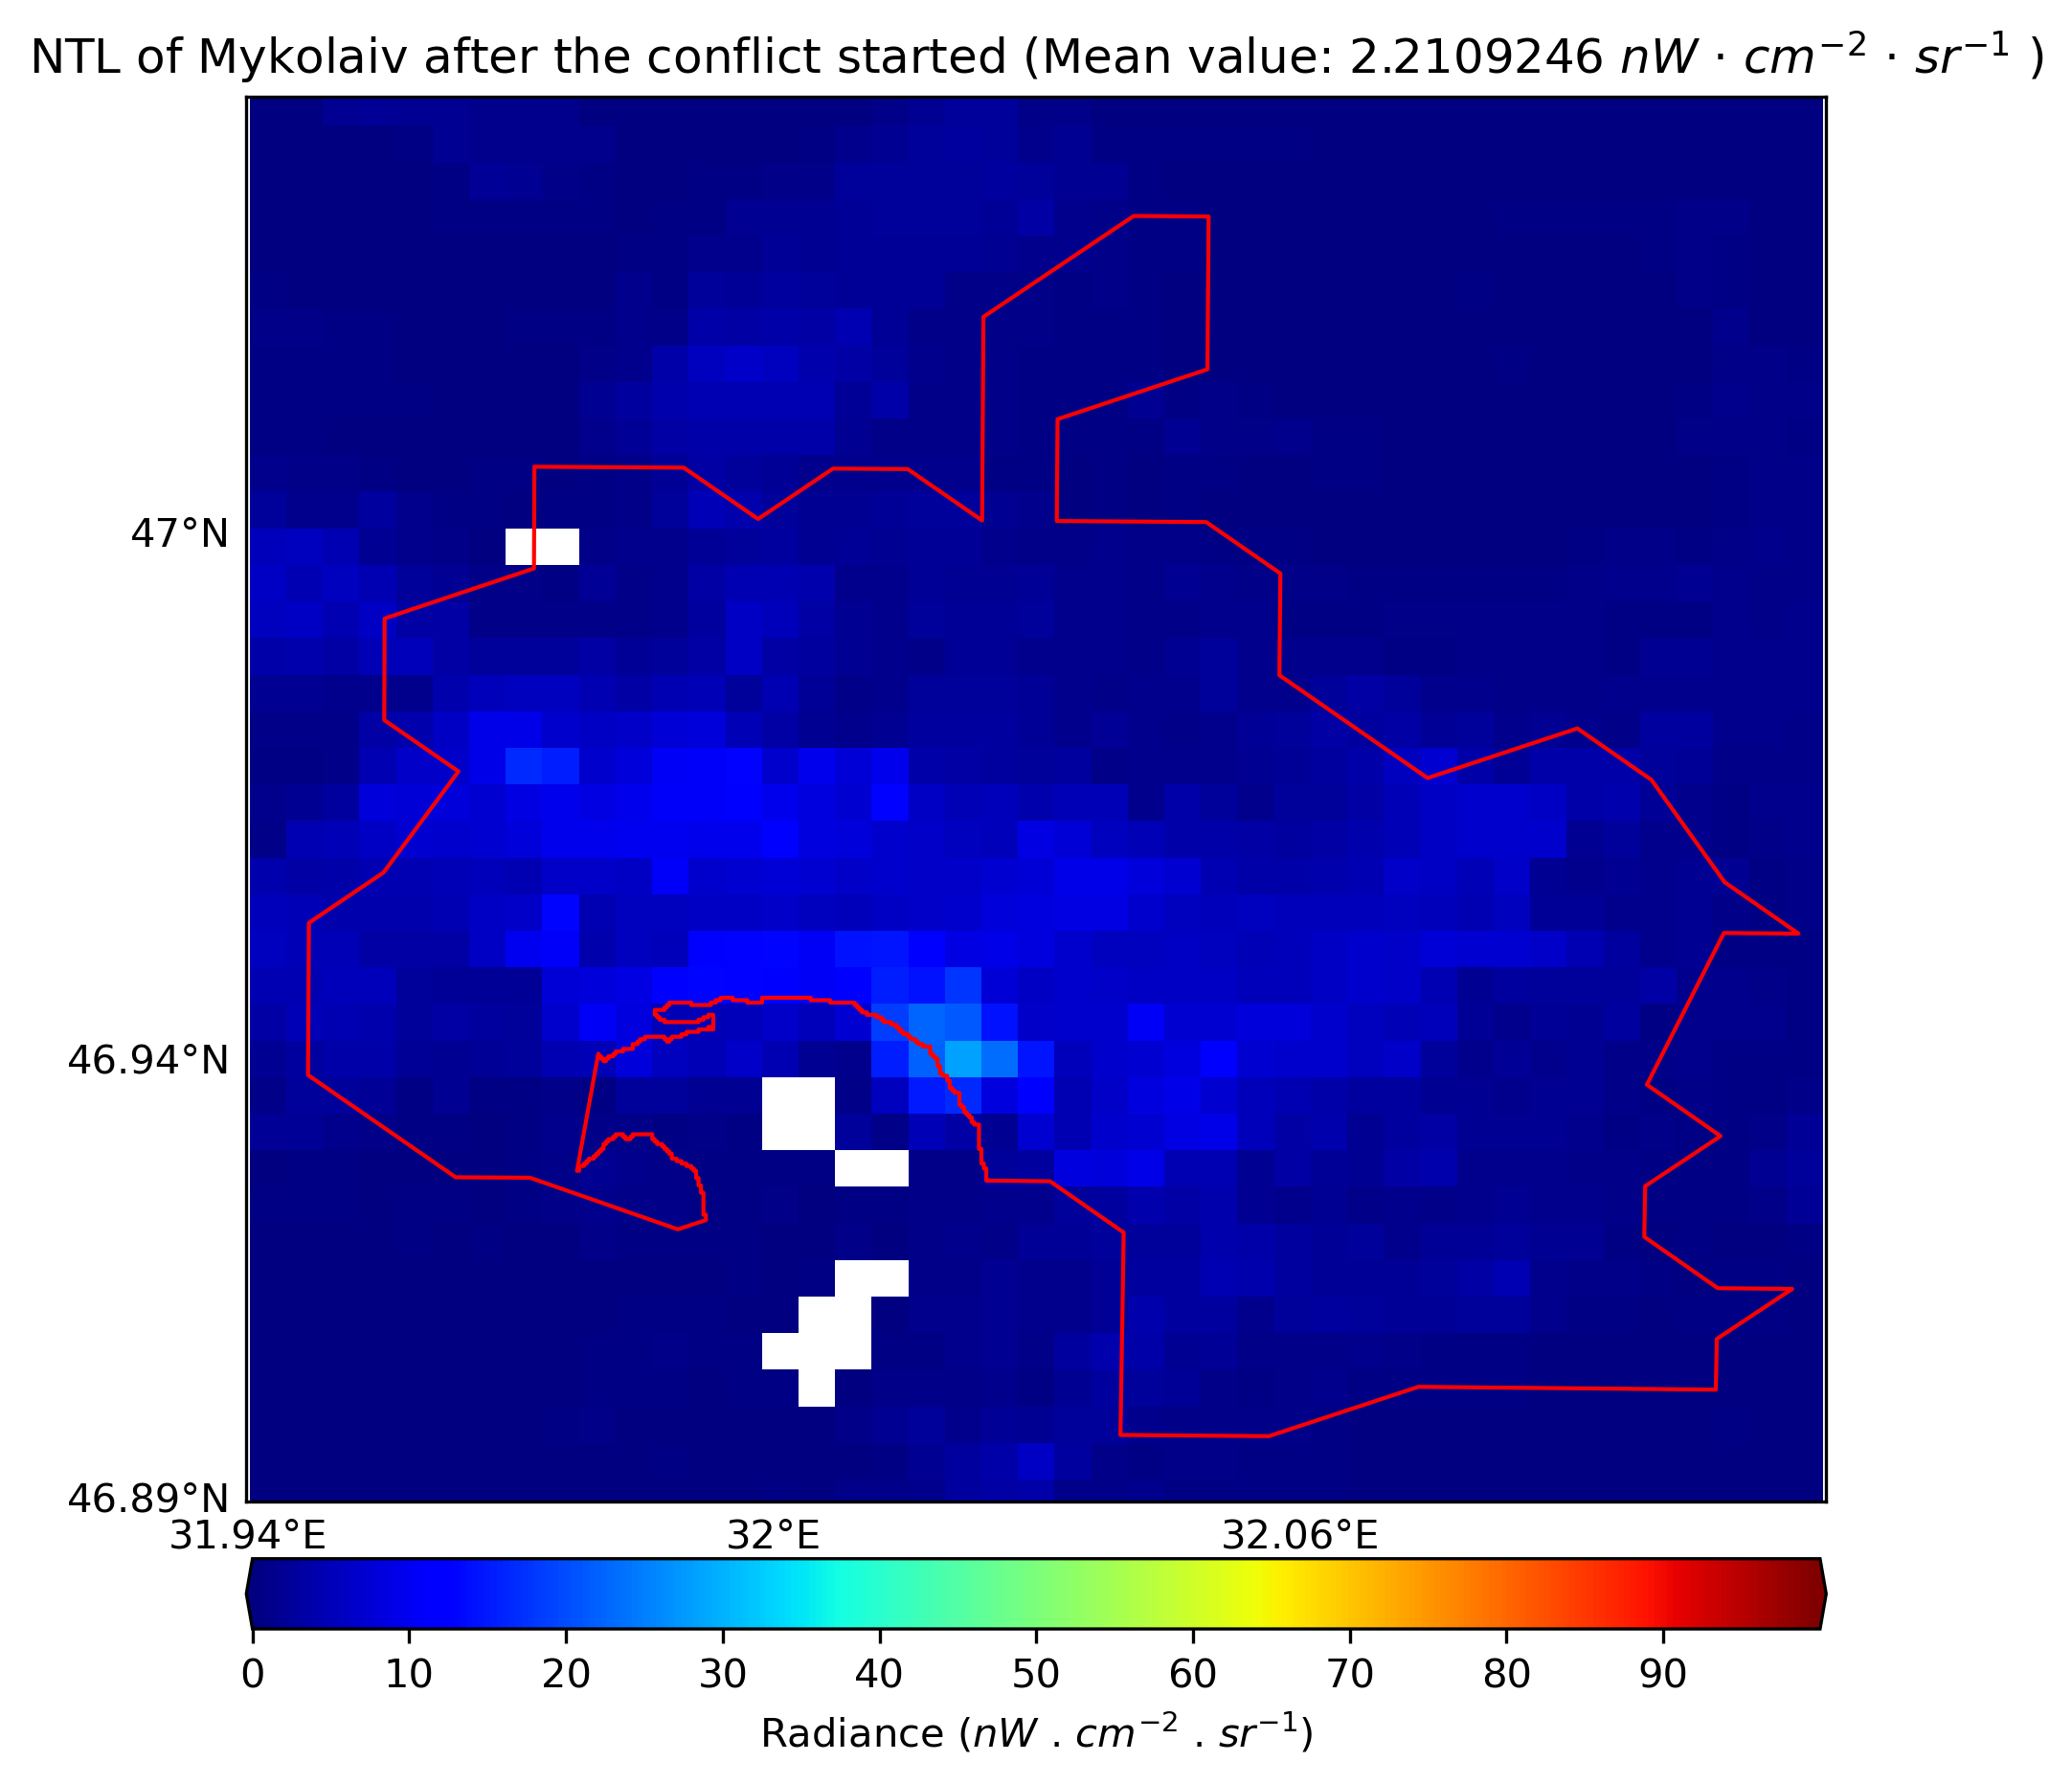 NTL of Mykolaiv after the conflict started (Mean value: 2.2109246 nW · cm⁻² · sr⁻¹ )
47°N
46.94°N
46.89°N
31.94°E 32°E 32.06°E
0 10 20 30 40 50 60 70 80 90
Radiance (nW . cm⁻² . sr⁻¹)